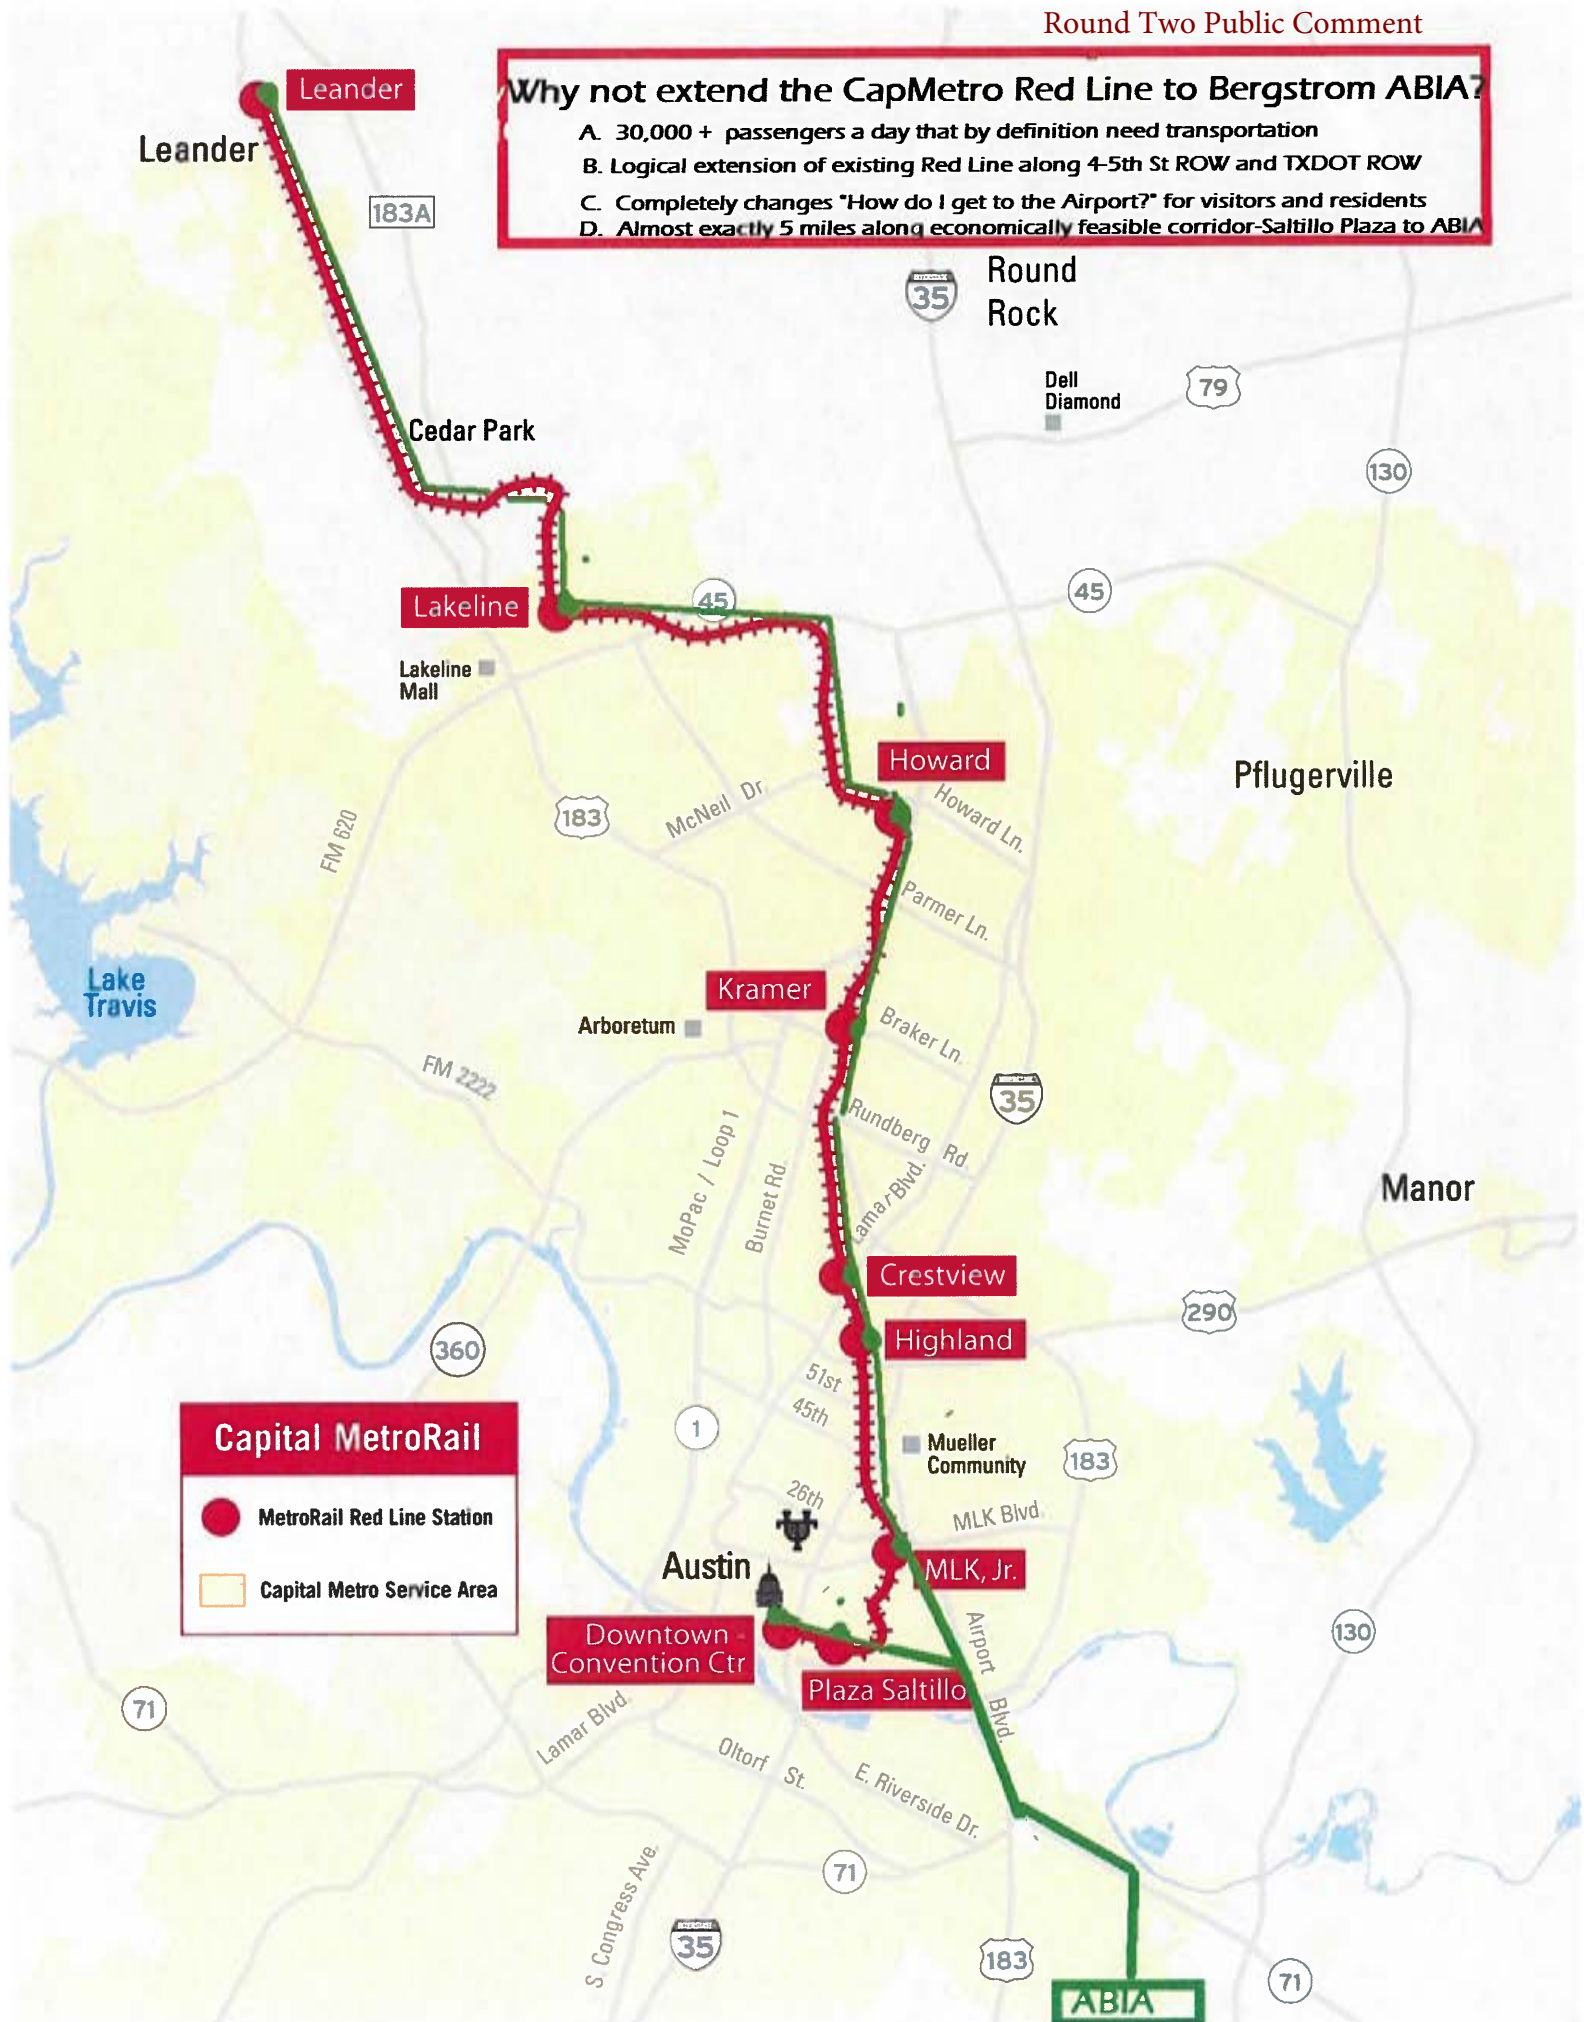 Round Two Public Comment
Why not extend the CapMetro Red Line to Bergstrom ABIA?
A. 30,000 + passengers a day that by definition need transportation
B. Logical extension of existing Red Line along 4-5th St ROW and TXDOT ROW
C. Completely changes "How do I get to the Airport?" for visitors and residents
D. Almost exactly 5 miles along economically feasible corridor-Saltillo Plaza to ABIA
Leander
Leander
183A
INTERSTATE
35
Round
Rock
Dell
Diamond
79
Cedar Park
130
Lakeline
45
45
Lakeline
Mall
Howard
Pflugerville
FM 620
183
McNeil Dr.
Howard Ln.
Parmer Ln.
Lake
Travis
Kramer
Arboretum
Braker Ln.
FM 2222
35
Rundberg Rd.
MoPac / Loop 1
Burnet Rd.
Lamar Blvd.
Manor
Crestview
290
Highland
360
51st
45th
Capital MetroRail
MetroRail Red Line Station
Capital Metro Service Area
1
Mueller
Community
183
26th
MLK Blvd.
Austin
MLK, Jr.
Downtown -
Convention Ctr
Airport Blvd.
130
Plaza Saltillo
71
Lamar Blvd.
Oltorf St.
E. Riverside Dr.
71
S. Congress Ave.
INTERSTATE
35
183
71
ABIA